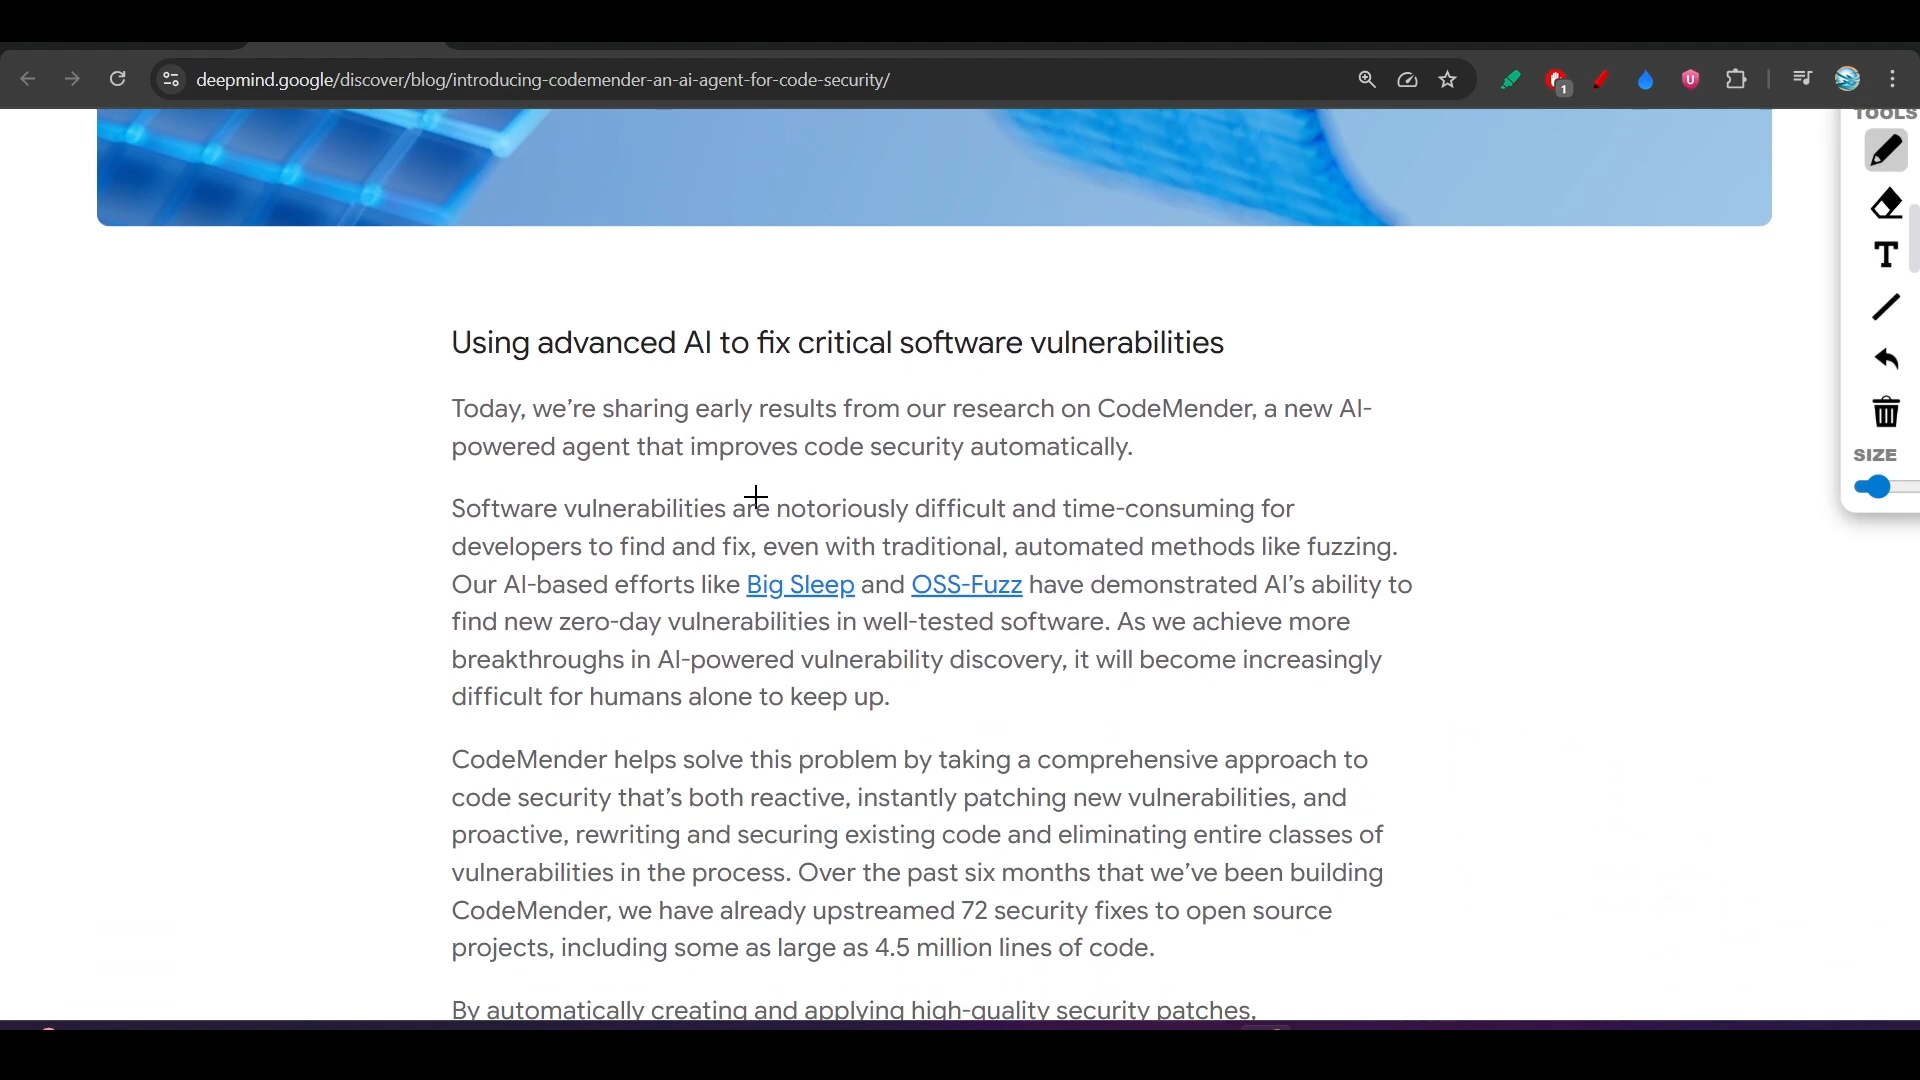 deepmind.google/discover/blog/introducing-codemender-an-ai-agent-for-code-security/
1
TOOLS
T
SIZE
Using advanced AI to fix critical software vulnerabilities
Today, we’re sharing early results from our research on CodeMender, a new AI-
powered agent that improves code security automatically.
Software vulnerabilities are notoriously difficult and time-consuming for
developers to find and fix, even with traditional, automated methods like fuzzing.
Our AI-based efforts like Big Sleep and OSS-Fuzz have demonstrated AI’s ability to
find new zero-day vulnerabilities in well-tested software. As we achieve more
breakthroughs in AI-powered vulnerability discovery, it will become increasingly
difficult for humans alone to keep up.
CodeMender helps solve this problem by taking a comprehensive approach to
code security that’s both reactive, instantly patching new vulnerabilities, and
proactive, rewriting and securing existing code and eliminating entire classes of
vulnerabilities in the process. Over the past six months that we’ve been building
CodeMender, we have already upstreamed 72 security fixes to open source
projects, including some as large as 4.5 million lines of code.
By automatically creating and applying high-quality security patches,